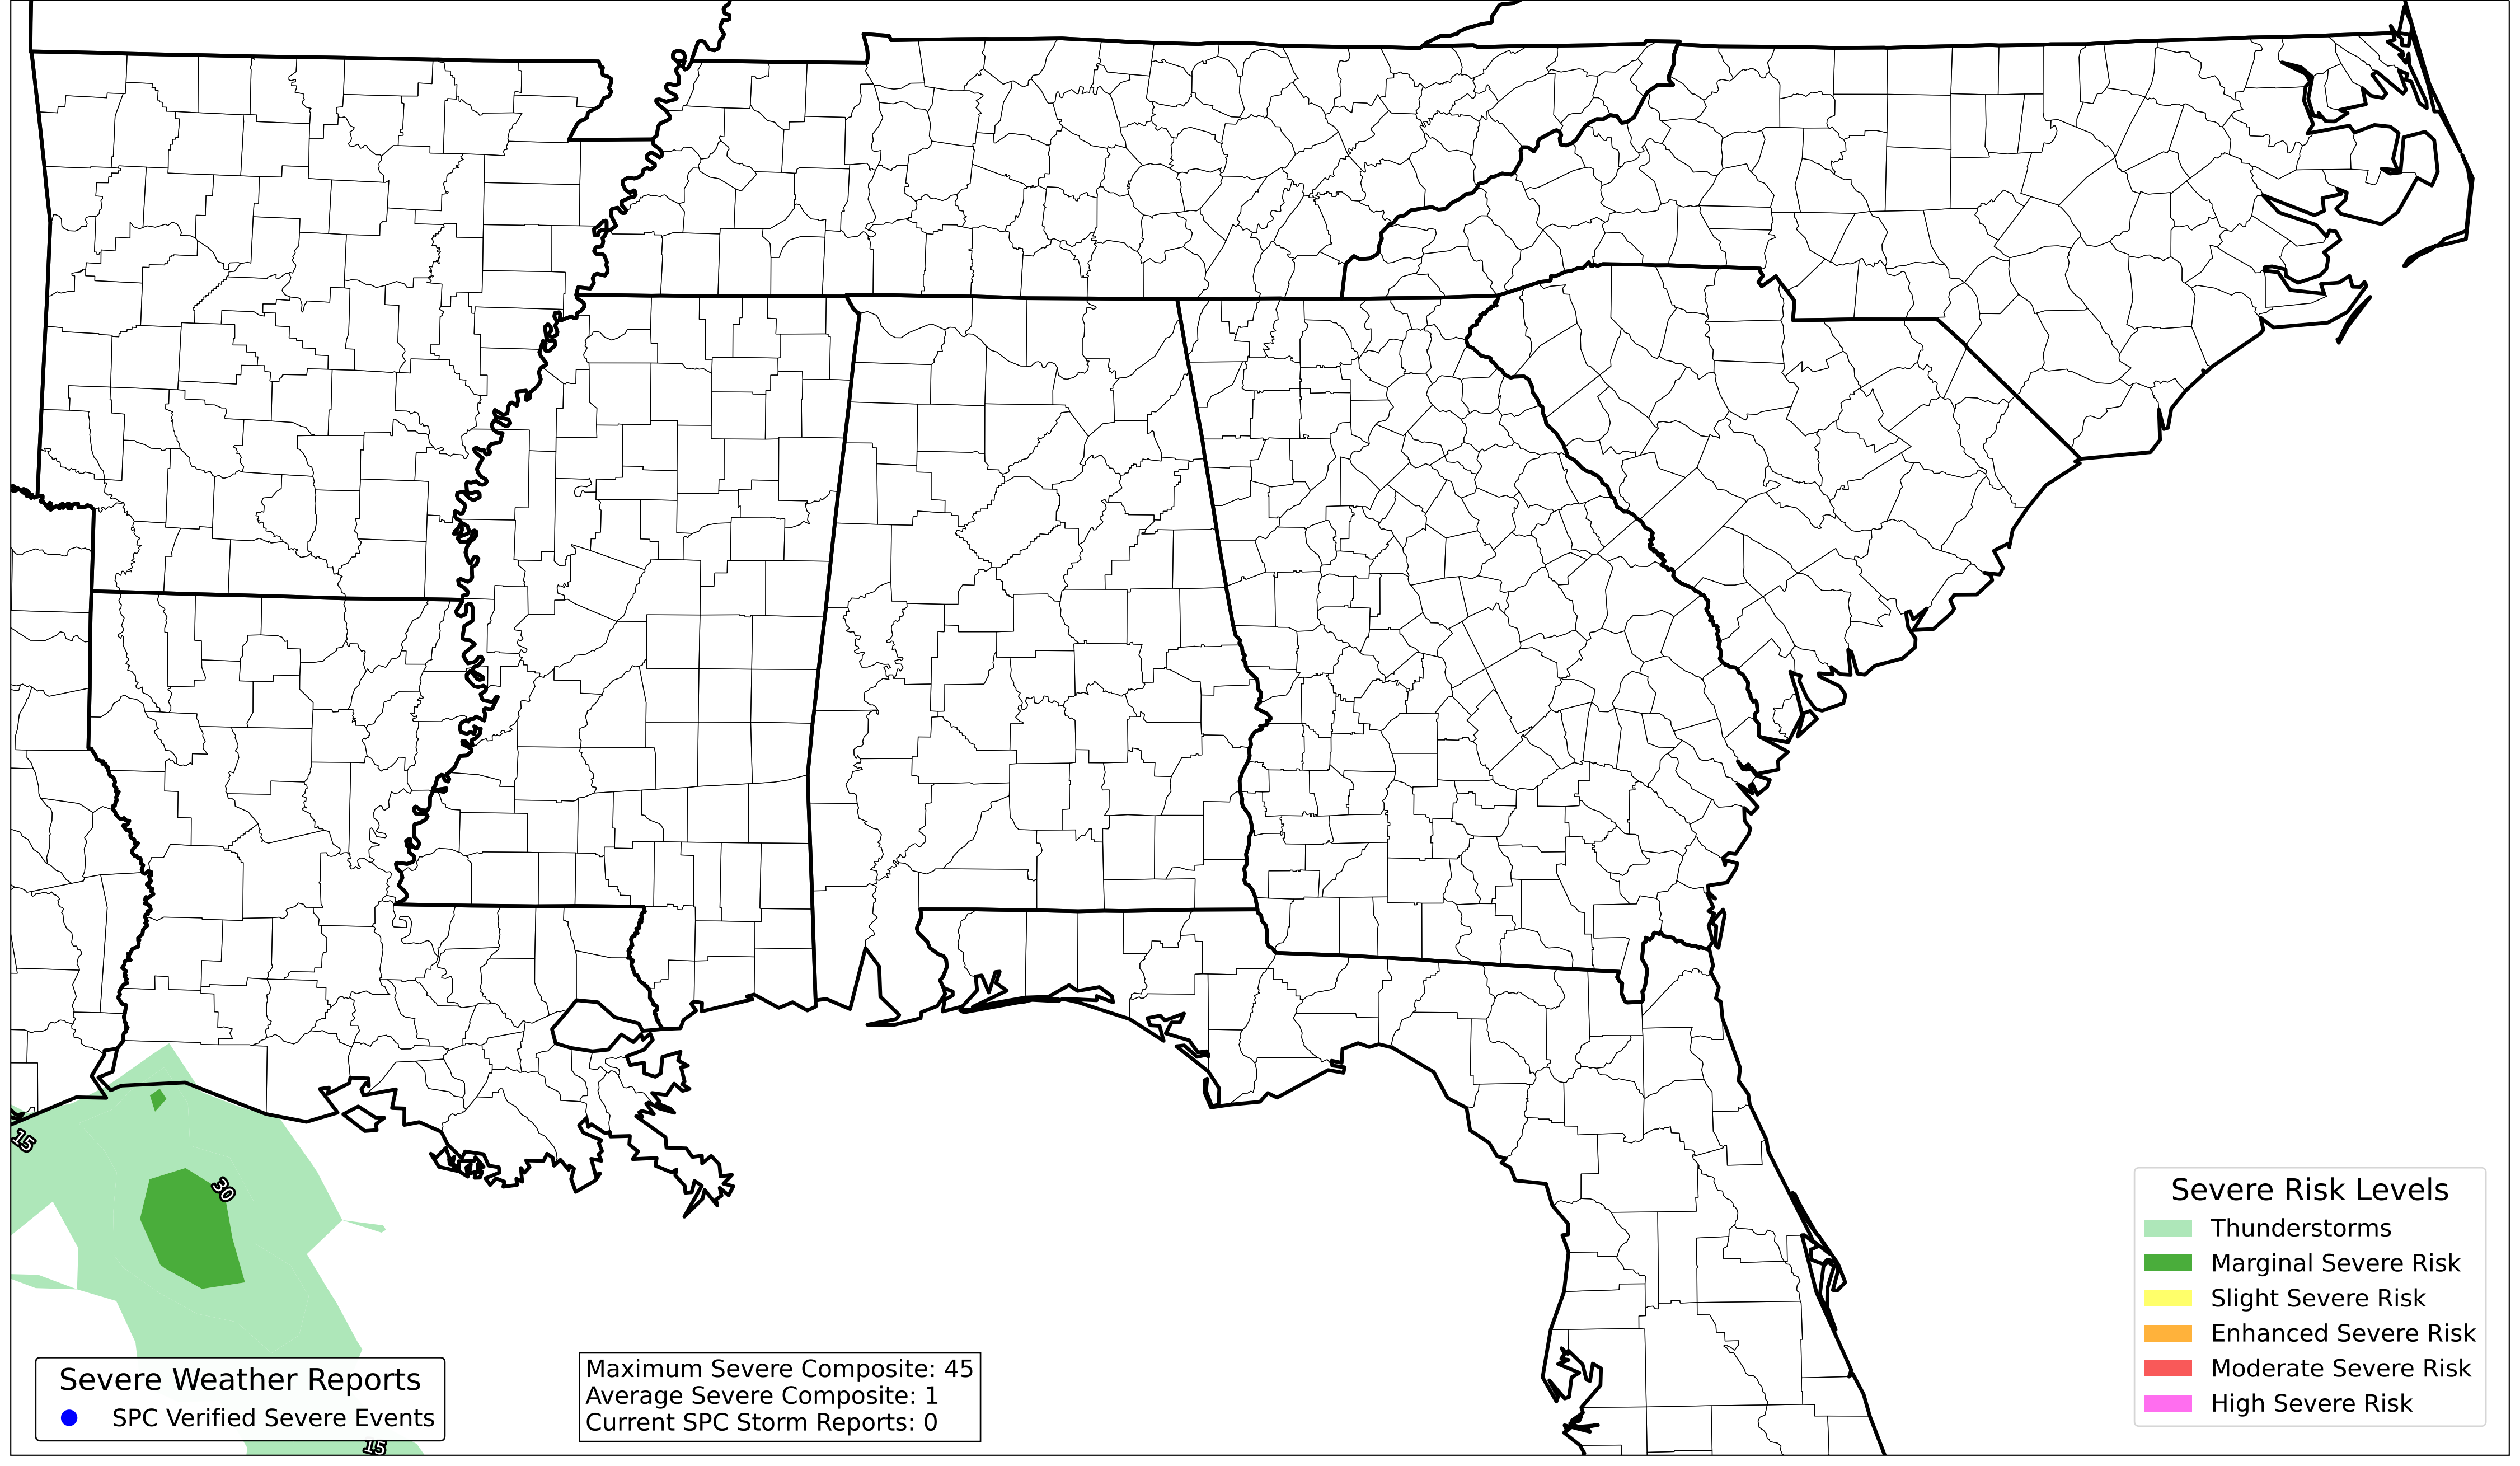 15
30
Severe Weather Reports
SPC Verified Severe Events
15
Maximum Severe Composite: 45
Average Severe Composite: 1
Current SPC Storm Reports: 0
Severe Risk Levels
Thunderstorms
Marginal Severe Risk
Slight Severe Risk
Enhanced Severe Risk
Moderate Severe Risk
High Severe Risk